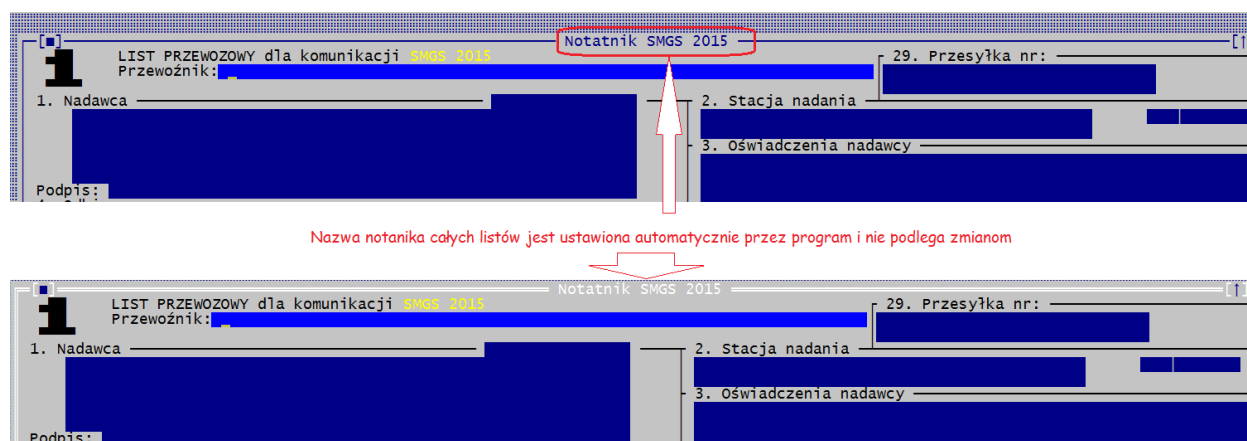 Notatnik SMGS 2015
1 LIST PRZEWOZOWY dla komunikacji SMGS 2015
29. Przesyłka nr:
Przewoźnik:
1. Nadawca
2. Stacja nadania
3. Oświadczenia nadawcy
Podpis:
Nazwa notanika całych listów jest ustawiona automatycznie przez program i nie podlega zmianom
Notatnik SMGS 2015
1 LIST PRZEWOZOWY dla komunikacji SMGS 2015
29. Przesyłka nr:
Przewoźnik:
1. Nadawca
2. Stacja nadania
3. Oświadczenia nadawcy
Podpis: